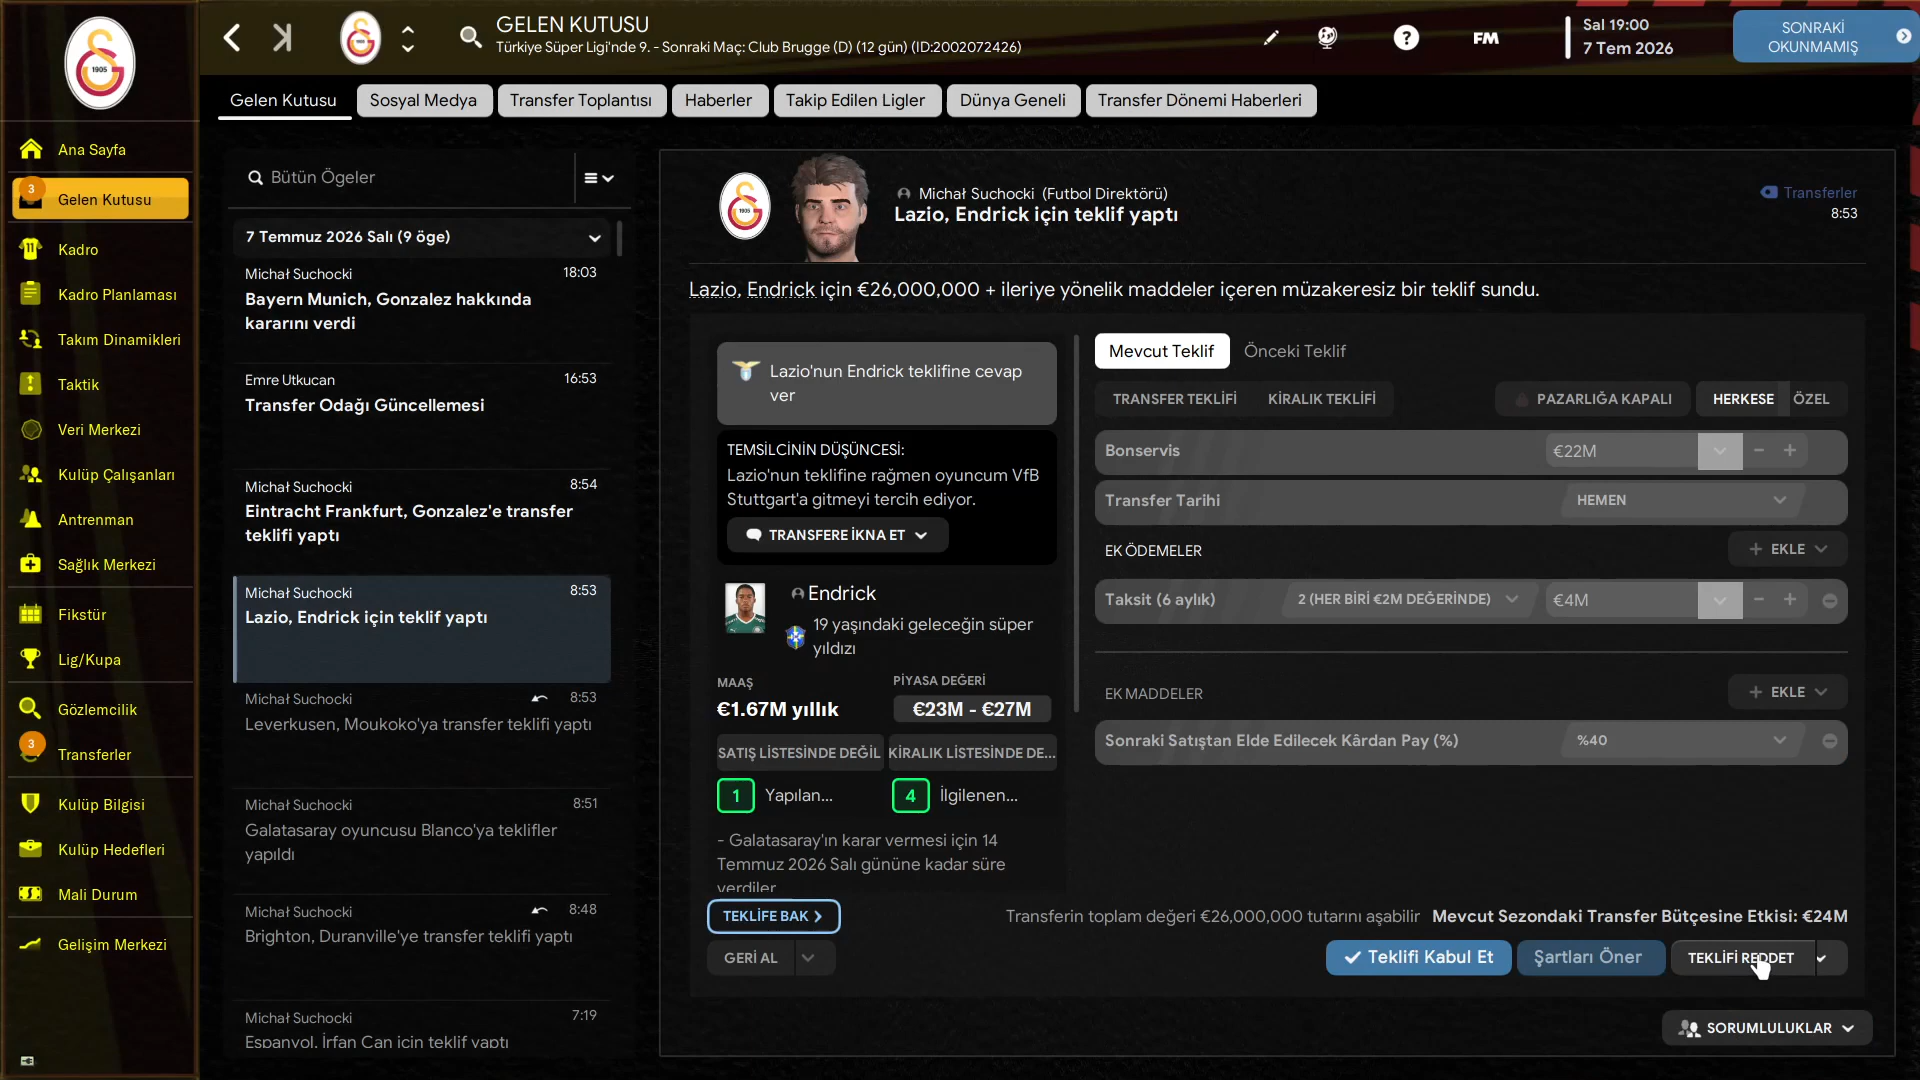 GELEN KUTUSU
Türkiye Süper Ligi'nde 9. - Sonraki Maç: Club Brugge (D) (12 gün) (ID:2002072426)
FM
Sal 19:00
7 Tem 2026
SONRAKİ
OKUNMAMIŞ
1905
Gelen Kutusu
Sosyal Medya
Transfer Toplantısı
Haberler
Takip Edilen Ligler
Dünya Geneli
Transfer Dönemi Haberleri
Ana Sayfa
3
Gelen Kutusu
Kadro
Kadro Planlaması
Takım Dinamikleri
Taktik
Veri Merkezi
Kulüp Çalışanları
Antrenman
Sağlık Merkezi
Fikstür
Lig/Kupa
Gözlemcilik
3
Transferler
Kulüp Bilgisi
Kulüp Hedefleri
Mali Durum
Gelişim Merkezi
Bütün Ögeler
7 Temmuz 2026 Salı (9 öge)
Michał Suchocki 18:03
Bayern Munich, Gonzalez hakkında
kararını verdi
Emre Utkucan 16:53
Transfer Odağı Güncellemesi
Michał Suchocki 8:54
Eintracht Frankfurt, Gonzalez'e transfer
teklifi yaptı
Michał Suchocki 8:53
Lazio, Endrick için teklif yaptı
Michał Suchocki 8:53
Leverkusen, Moukoko'ya transfer teklifi yaptı
Michał Suchocki 8:51
Galatasaray oyuncusu Blanco'ya teklifler
yapıldı
Michał Suchocki 8:48
Brighton, Duranville'ye transfer teklifi yaptı
Michał Suchocki 7:19
Espanyol, İrfan Can için teklif yaptı
Michał Suchocki (Futbol Direktörü)
Lazio, Endrick için teklif yaptı
Transferler
8:53
Lazio, Endrick için €26,000,000 + ileriye yönelik maddeler içeren müzakeresiz bir teklif sundu.
Lazio'nun Endrick teklifine cevap
ver
TEMSİLCİNİN DÜŞÜNCESİ:
Lazio'nun teklifine rağmen oyuncum VfB
Stuttgart'a gitmeyi tercih ediyor.
TRANSFERE İKNA ET
Endrick
19 yaşındaki geleceğin süper
yıldızı
MAAŞ
€1.67M yıllık
PİYASA DEĞERİ
€23M - €27M
SATIŞ LİSTESİNDE DEĞİL
KİRALIK LİSTESİNDE DE...
1 Yapılan...
4 İlgilenen...
- Galatasaray'ın karar vermesi için 14
Temmuz 2026 Salı gününe kadar süre
verdiler
Mevcut Teklif
Önceki Teklif
TRANSFER TEKLİFİ
KİRALIK TEKLİFİ
PAZARLIĞA KAPALI
HERKESE
ÖZEL
Bonservis €22M
Transfer Tarihi HEMEN
EK ÖDEMELER EKLE
Taksit (6 aylık) 2 (HER BİRİ €2M DEĞERİNDE) €4M
EK MADDELER EKLE
Sonraki Satıştan Elde Edilecek Kârdan Pay (%) %40
TEKLİFE BAK
Transferin toplam değeri €26,000,000 tutarını aşabilir Mevcut Sezondaki Transfer Bütçesine Etkisi: €24M
GERİ AL
Teklifi Kabul Et
Şartları Öner
TEKLİFİ REDDET
SORUMLULUKLAR